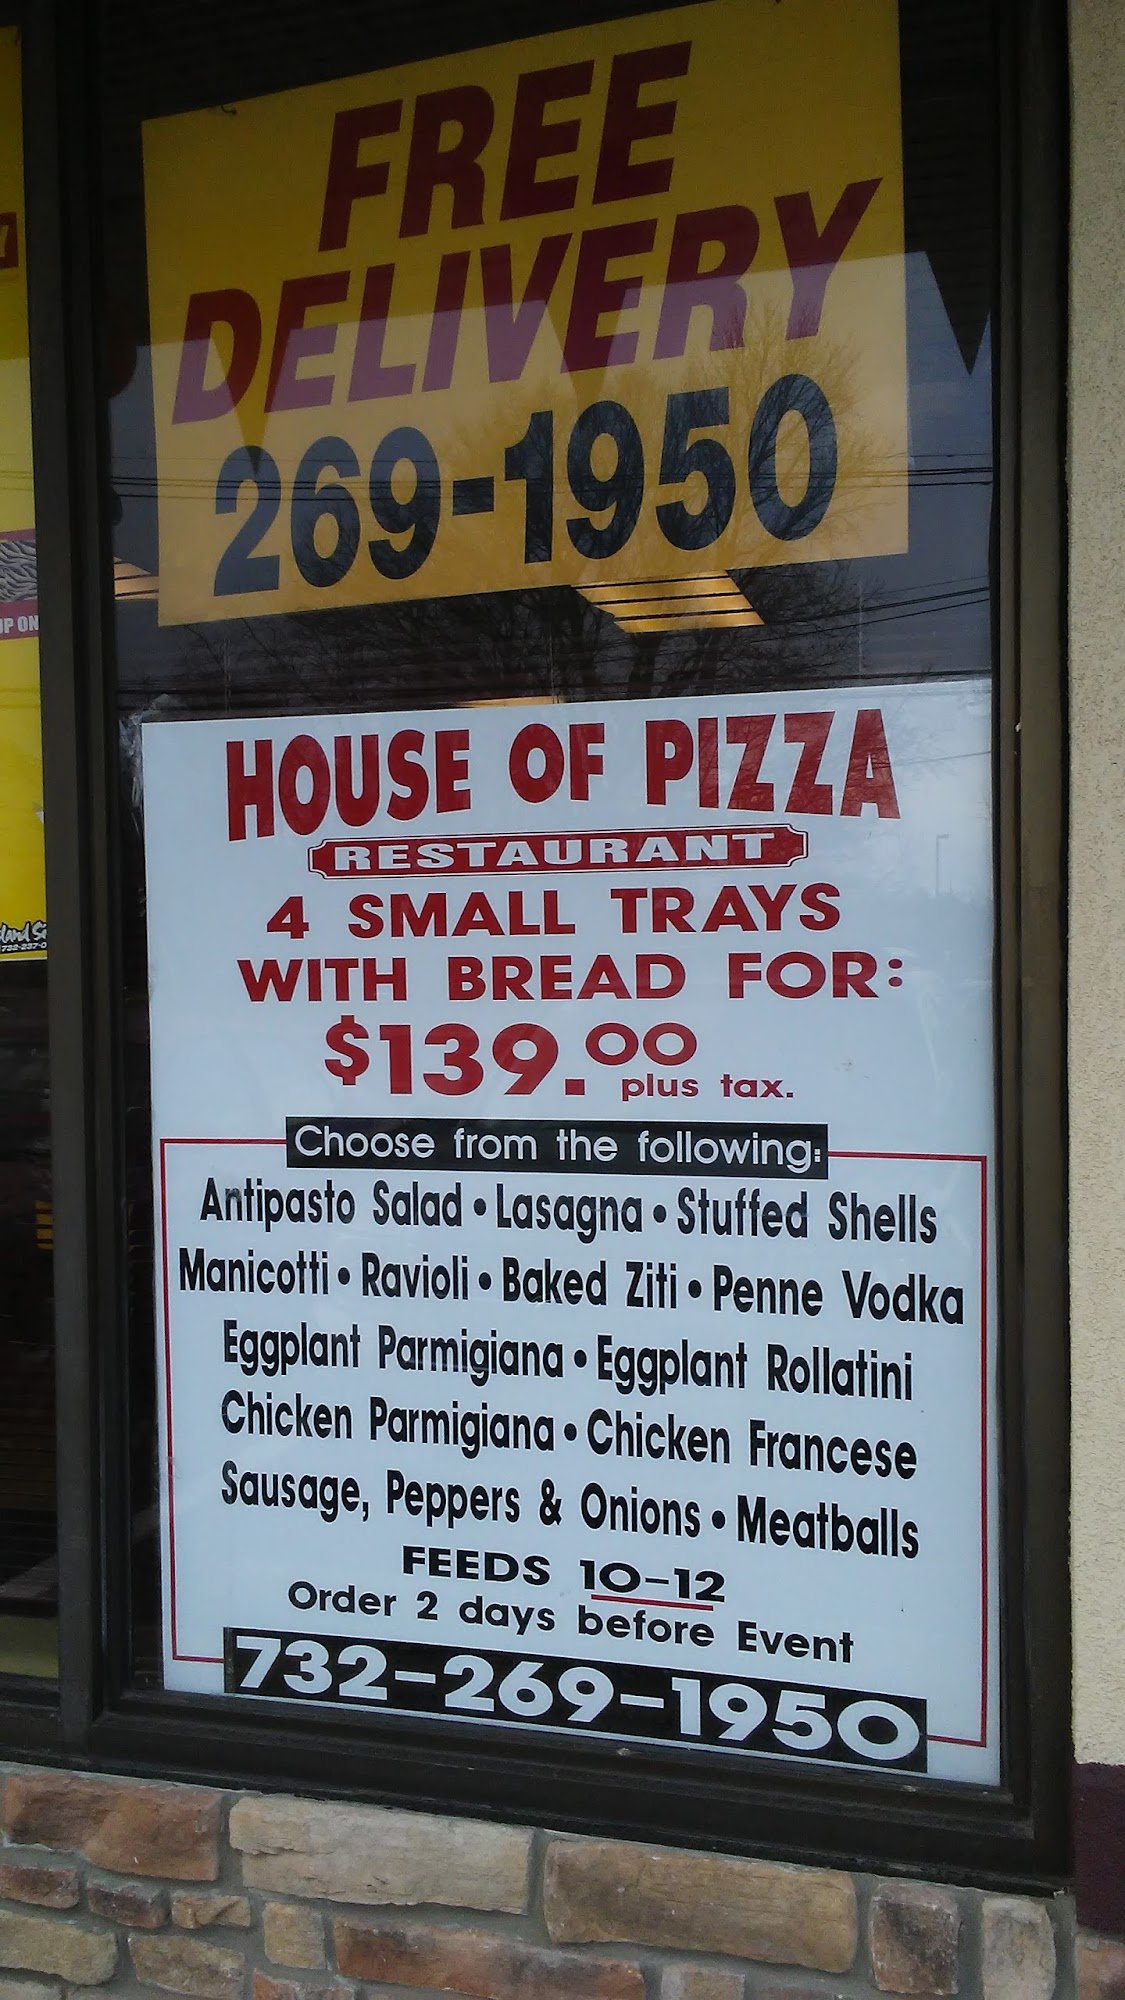 FREE
DELIVERY
269-1950
UP ON
HOUSE OF PIZZA
RESTAURANT
4 SMALL TRAYS
WITH BREAD FOR:
$139.00 plus tax.
Choose from the following:
Antipasto Salad • Lasagna • Stuffed Shells
Manicotti • Ravioli • Baked Ziti • Penne Vodka
Eggplant Parmigiana • Eggplant Rollatini
Chicken Parmigiana • Chicken Francese
Sausage, Peppers & Onions • Meatballs
FEEDS 10-12
Order 2 days before Event
732-269-1950